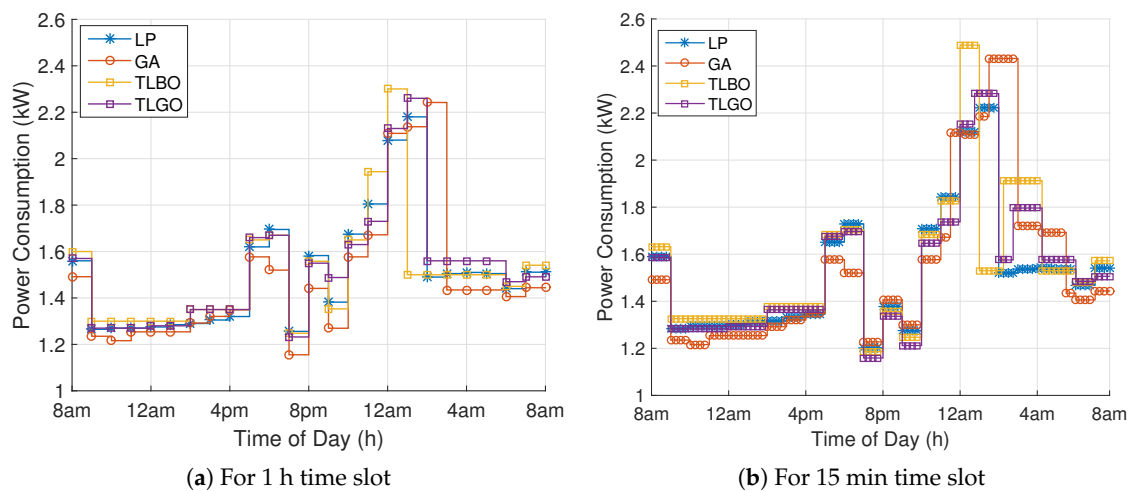 2.6
2.4
2.2
2
1.8
1.6
1.4
1.2
1
Power Consumption (kW)
LP
GA
TLBO
TLGO
8am 12am 4pm 8pm 12am 4am 8am
Time of Day (h)
(a) For 1 h time slot
2.6
2.4
2.2
2
1.8
1.6
1.4
1.2
1
Power Consumption (kW)
LP
GA
TLBO
TLGO
8am 12am 4pm 8pm 12am 4am 8am
Time of Day (h)
(b) For 15 min time slot